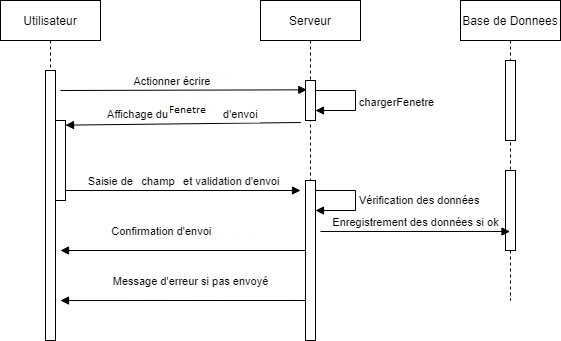 Utilisateur
Serveur
Base de Donnees
Actionner écrire
chargerFenetre
Affichage du Fenetre d'envoi
Saisie de champ et validation d'envoi
Vérification des données
Enregistrement des données si ok
Confirmation d'envoi
Message d'erreur si pas envoyé